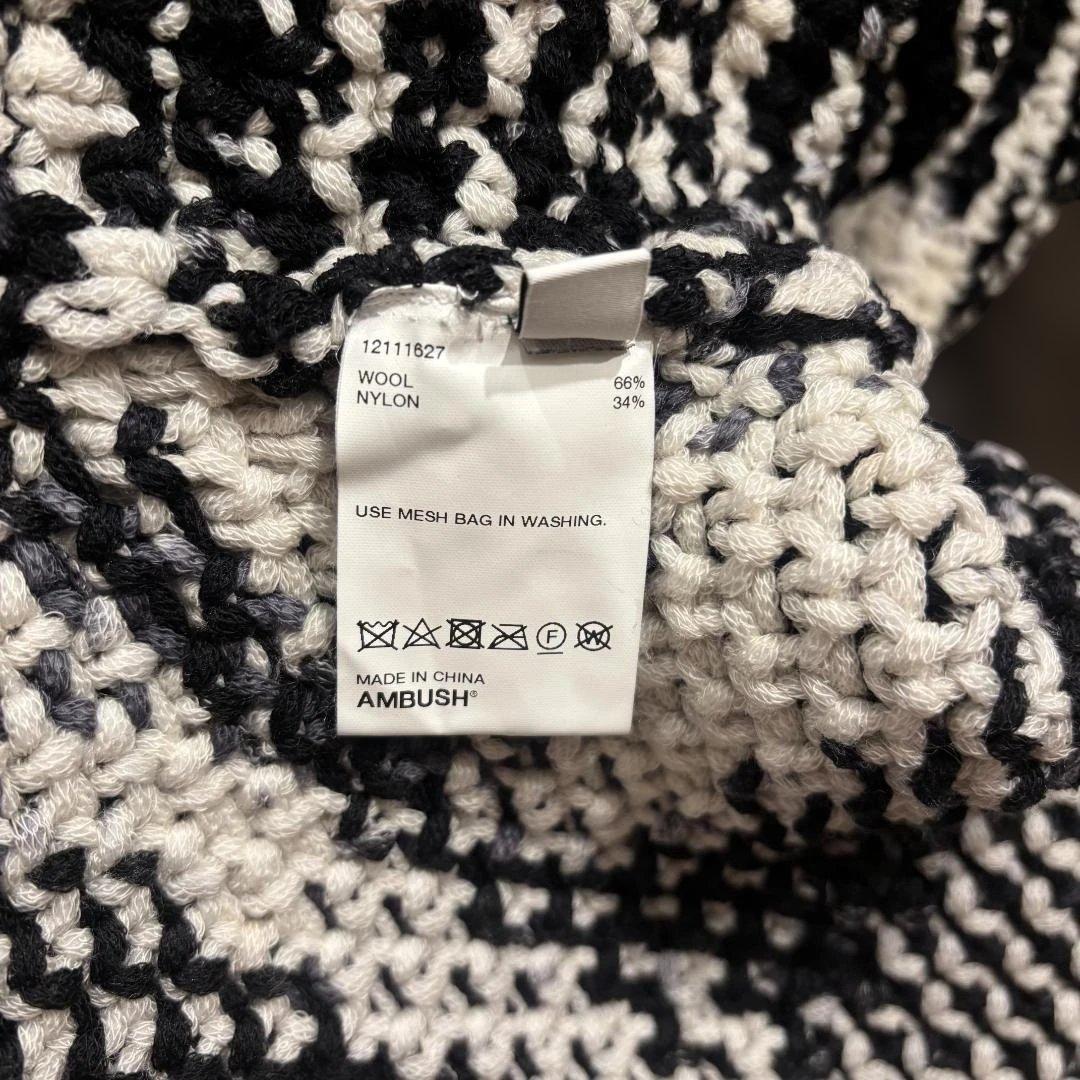 12111627
WOOL 66%
NYLON 34%
USE MESH BAG IN WASHING.
F W
MADE IN CHINA
AMBUSH®